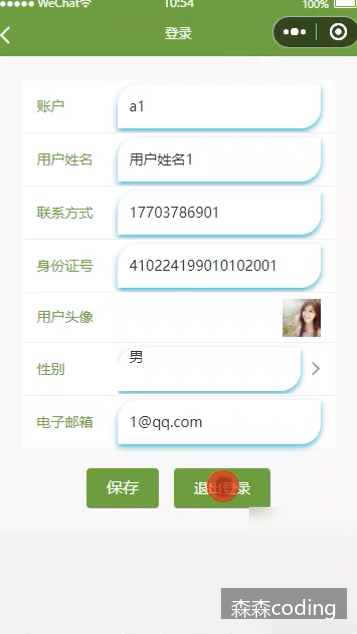 WeChat 10:54 100%
登录
账户 a1
用户姓名 用户姓名1
联系方式 17703786901
身份证号 410224199010102001
用户头像
性别 男
电子邮箱 1@qq.com
保存 退出登录
森森coding